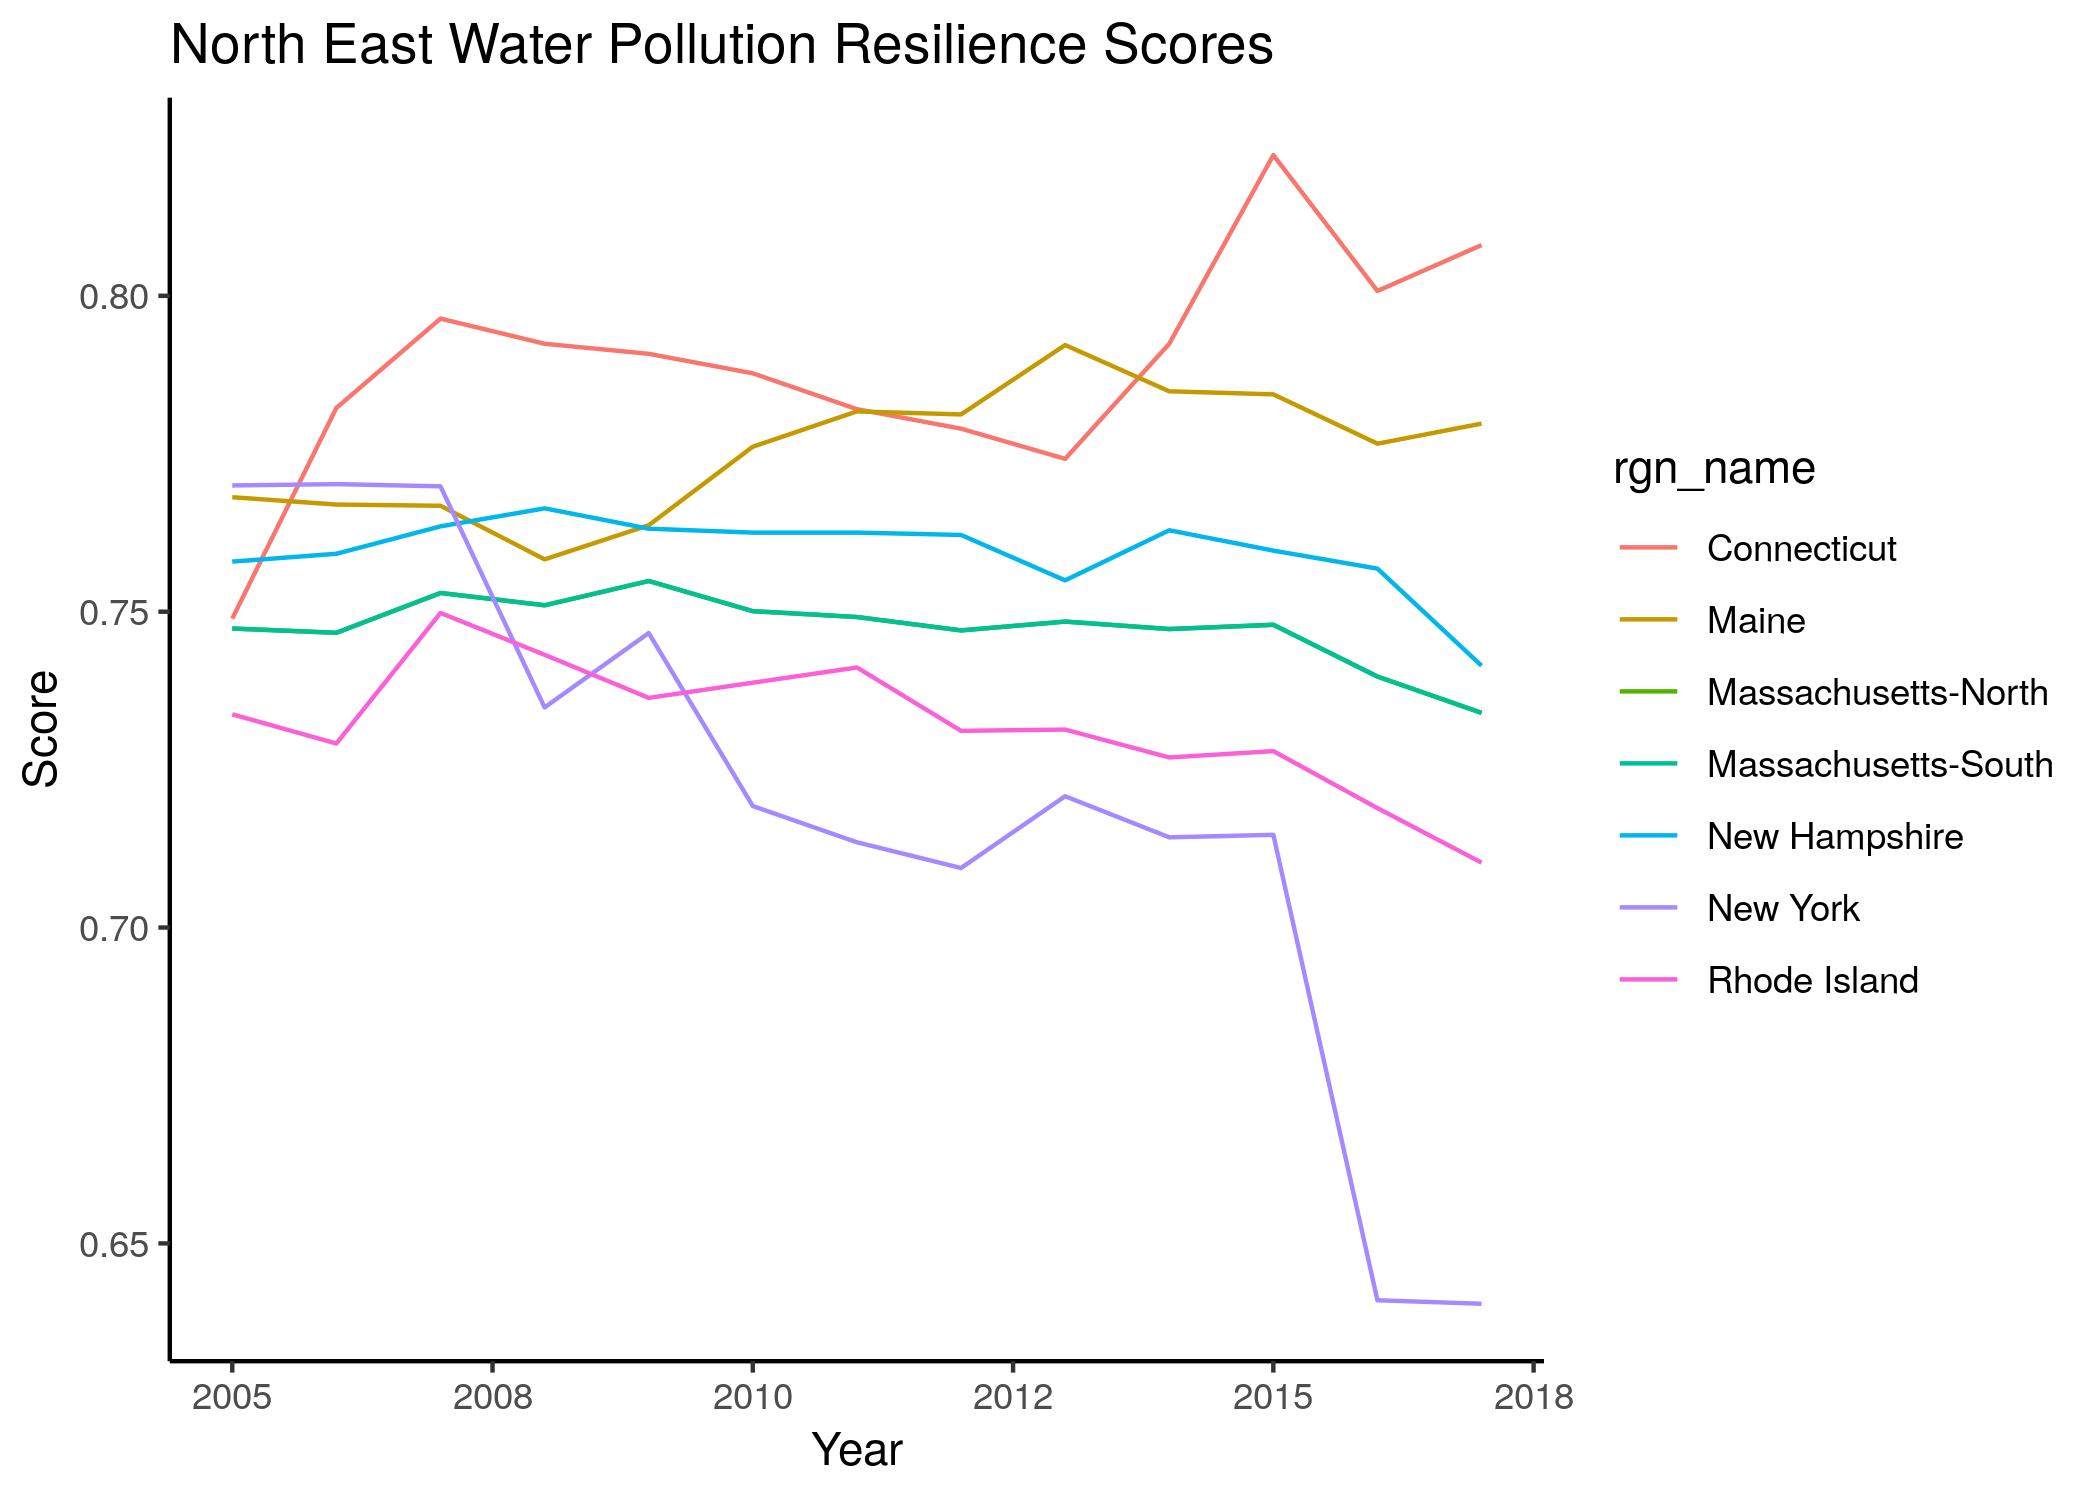 North East Water Pollution Resilience Scores
0.80
0.75
0.70
0.65
Score
2005 2008 2010 2012 2015 2018
Year
rgn_name
Connecticut
Maine
Massachusetts-North
Massachusetts-South
New Hampshire
New York
Rhode Island